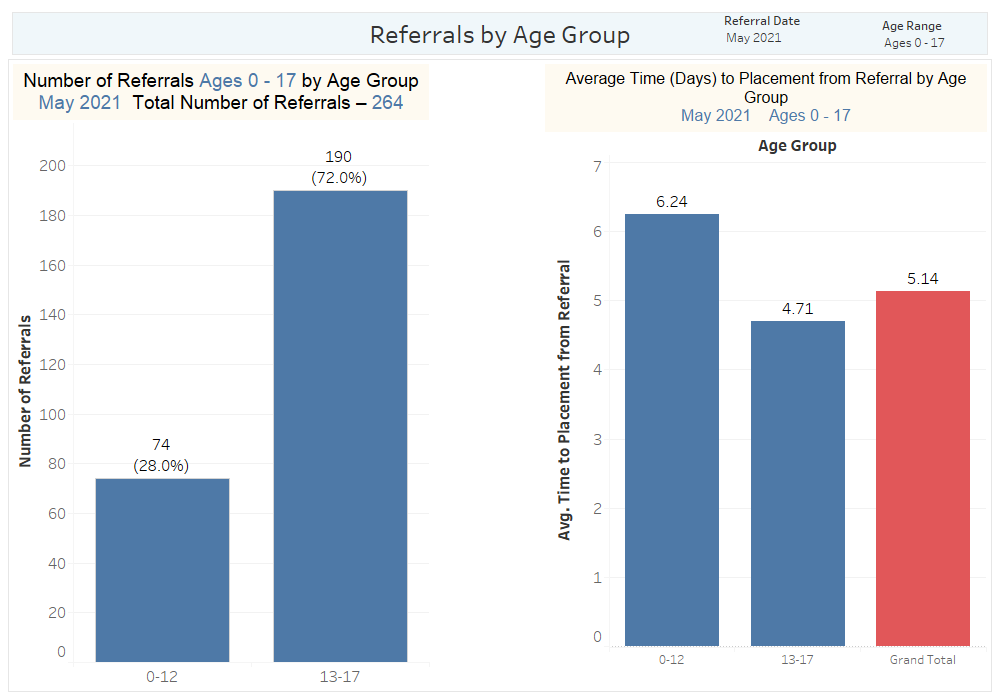 Referrals by Age Group
Referral Date
May 2021
Age Range
Ages 0 - 17
Number of Referrals Ages 0 - 17 by Age Group
May 2021 Total Number of Referrals – 264
Number of Referrals
200
180
160
140
120
100
80
60
40
20
0
74
(28.0%)
190
(72.0%)
0-12
13-17
Average Time (Days) to Placement from Referral by Age
Group
May 2021 Ages 0 - 17
Age Group
Avg. Time to Placement from Referral
7
6
5
4
3
2
1
0
6.24
4.71
5.14
0-12
13-17
Grand Total